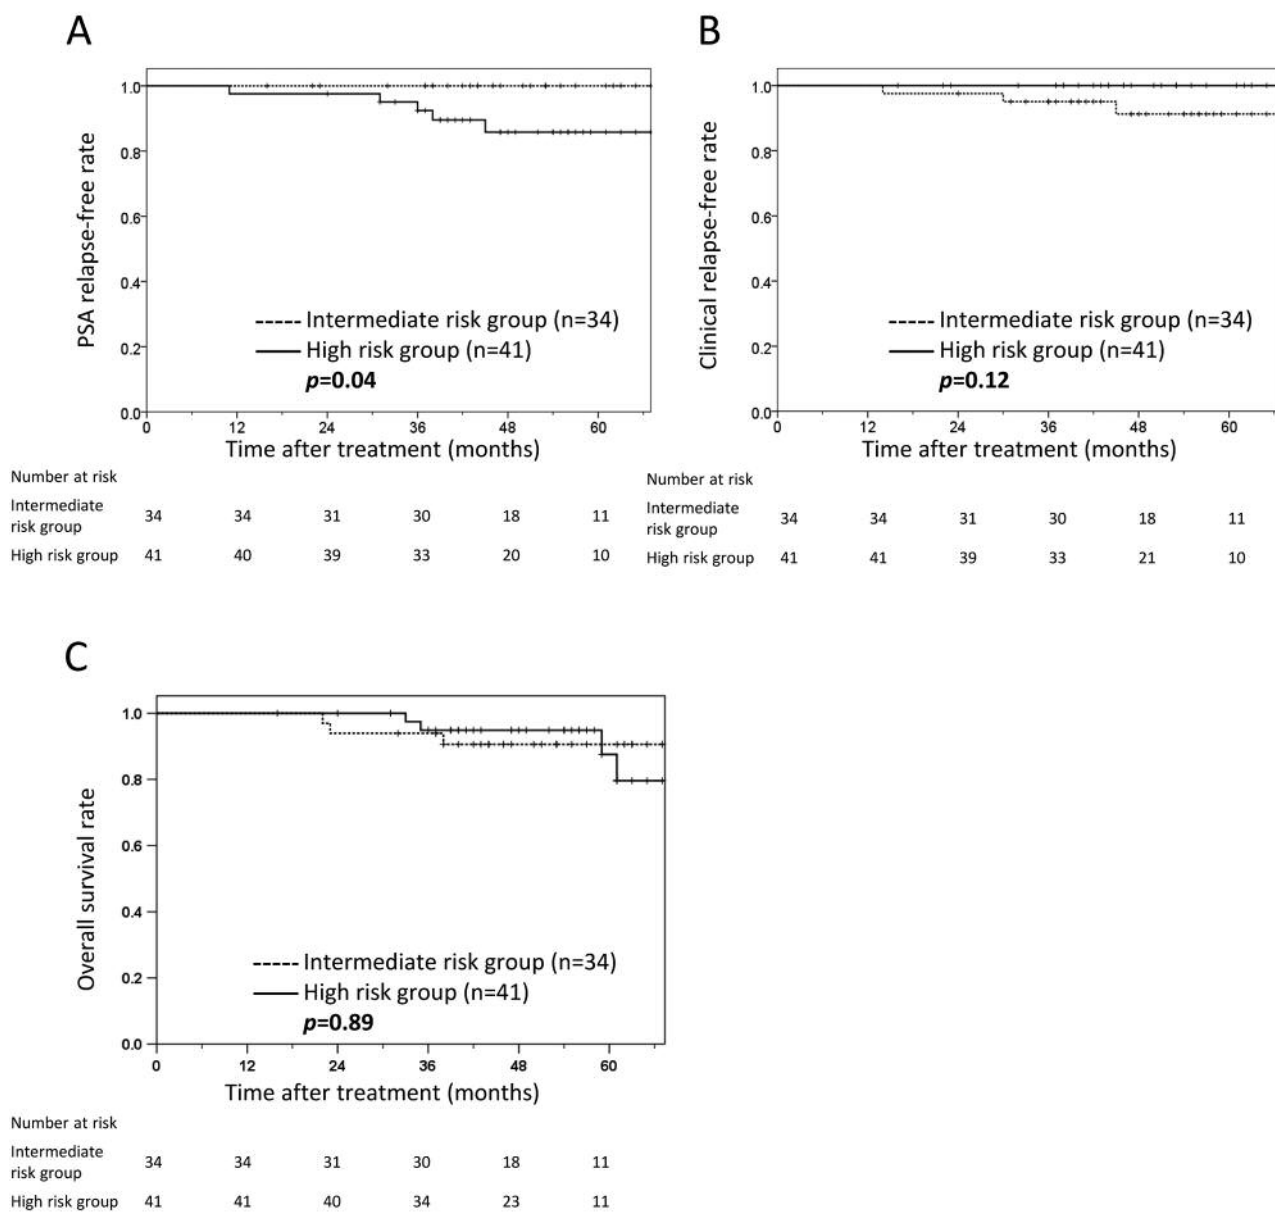 A
PSA relapse-free rate
1.0
0.8
0.6
0.4
0.2
0.0
Intermediate risk group (n=34)
High risk group (n=41)
p=0.04
0 12 24 36 48 60
Time after treatment (months)
Number at risk
Intermediate
risk group
34 34 31 30 18 11
High risk group 41 40 39 33 20 10
B
Clinical relapse-free rate
1.0
0.8
0.6
0.4
0.2
0.0
Intermediate risk group (n=34)
High risk group (n=41)
p=0.12
0 12 24 36 48 60
Time after treatment (months)
Number at risk
Intermediate
risk group
34 34 31 30 18 11
High risk group 41 41 39 33 21 10
C
Overall survival rate
1.0
0.8
0.6
0.4
0.2
0.0
Intermediate risk group (n=34)
High risk group (n=41)
p=0.89
0 12 24 36 48 60
Time after treatment (months)
Number at risk
Intermediate
risk group
34 34 31 30 18 11
High risk group 41 41 40 34 23 11